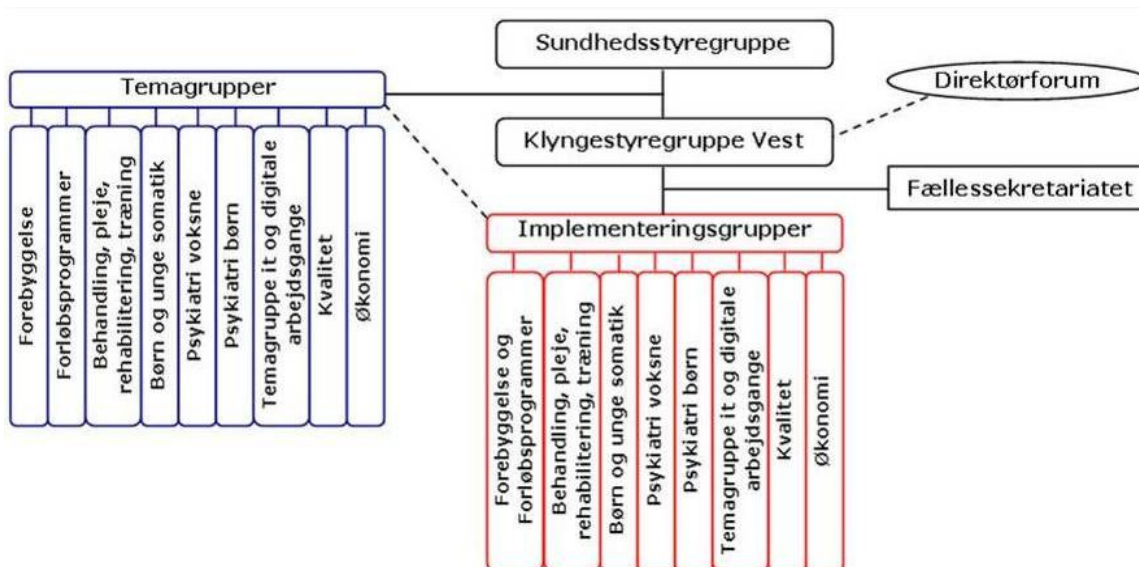 Sundhedsstyregruppe
Temagrupper
Direktørforum
Klyngestyregruppe Vest
Fællessekretariatet
Implementeringsgrupper
Forebyggelse
Forløbsprogrammer
Behandling, pleje,
rehabilitering, træning
Børn og unge somatik
Psykiatri voksne
Psykiatri børn
Temagruppe it og digitale
arbejdsgange
Kvalitet
Økonomi
Forebyggelse og
Forløbsprogrammer
Behandling, pleje,
rehabilitering, træning
Børn og unge somatik
Psykiatri voksne
Psykiatri børn
Temagruppe it og digitale
arbejdsgange
Kvalitet
Økonomi